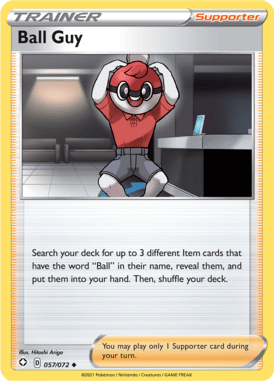 TRAINER Supporter
Ball Guy
Search your deck for up to 3 different Item cards that
have the word “Ball” in their name, reveal them, and
put them into your hand. Then, shuffle your deck.
Illus. Hitoshi Ariga
D 057/072
You may play only 1 Supporter card during
your turn.
©2021 Pokémon / Nintendo / Creatures / GAME FREAK